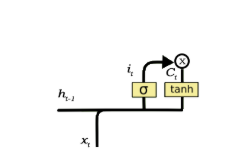 x
i_t C_t
σ tanh
h_{t-1}
x_t